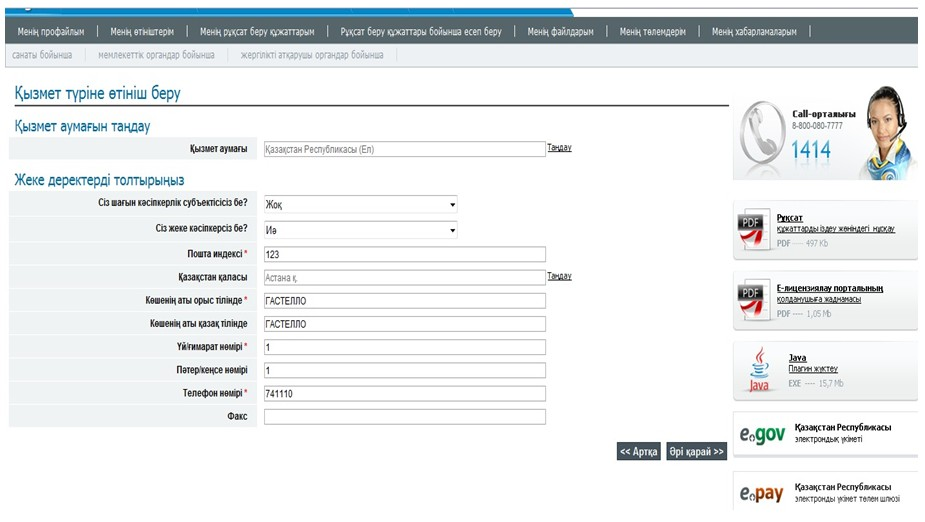 Менің профайлым
Менің өтініштерім
Менің рұқсат беру құжаттарым
Рұқсат беру құжаттары бойынша есеп беру
Менің файлдарым
Менің төлемдерім
Менің хабарламаларым
санаты бойынша
мемлекеттік органдар бойынша
жергілікті атқарушы органдар бойынша
Қызмет түріне өтініш беру
Қызмет аумағын таңдау
Қызмет аумағы
Қазақстан Республикасы (Ел)
Таңдау
Жеке деректерді толтырыңыз
Сіз шағын кәсіпкерлік субъектісісіз бе?
Жоқ
Сіз жеке кәсіпкерсіз бе?
Иә
Пошта индексі *
123
Қазақстан қаласы
Астана қ.
Таңдау
Көшенің аты орыс тілінде *
ГАСТЕЛЛО
Көшенің аты қазақ тілінде
ГАСТЕЛЛО
Үй/ғимарат нөмірі *
1
Пәтер/кеңсе нөмірі
1
Телефон нөмірі *
741110
Факс
<< Артқа
Әрі қарай >>
Call-орталығы
8-800-080-7777
1414
PDF
Рұқсат
құжаттарды іздеу жөніндегі нұсқау
PDF ---- 497 Kb
PDF
Е-лицензиялау порталының
қолданушыға жаднамасы
PDF ---- 1,05 Mb
Java
Java
Плагин жүктеу
EXE ---- 15,7 Mb
e.gov
Қазақстан Республикасы
электрондық үкіметі
e.pay
Қазақстан Республикасы
электронды үкімет төлем шлюзі